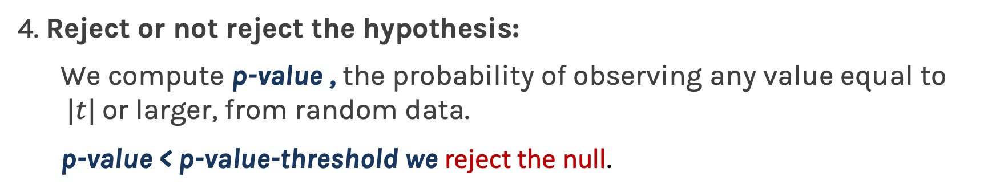 4. Reject or not reject the hypothesis:
We compute p-value , the probability of observing any value equal to
|t| or larger, from random data.
p-value < p-value-threshold we reject the null.